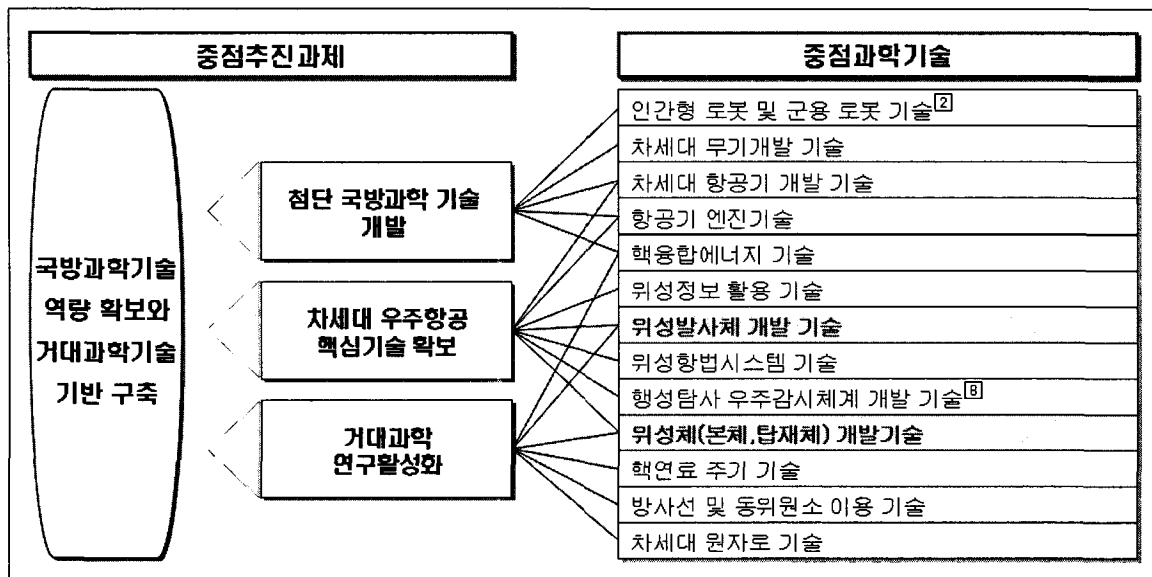 중점추진과제
중점과학기술
국방과학기술
역량 확보와
거대과학기술
기반 구축
첨단 국방과학 기술
개발
차세대 우주항공
핵심기술 확보
거대과학
연구활성화
인간형 로봇 및 군용 로봇 기술[2]
차세대 무기개발 기술
차세대 항공기 개발 기술
항공기 엔진기술
핵융합에너지 기술
위성정보 활용 기술
위성발사체 개발 기술
위성항법시스템 기술
행성탐사 우주감시체계 개발 기술[8]
위성체(본체,탑재체) 개발기술
핵연료 주기 기술
방사선 및 동위원소 이용 기술
차세대 원자로 기술